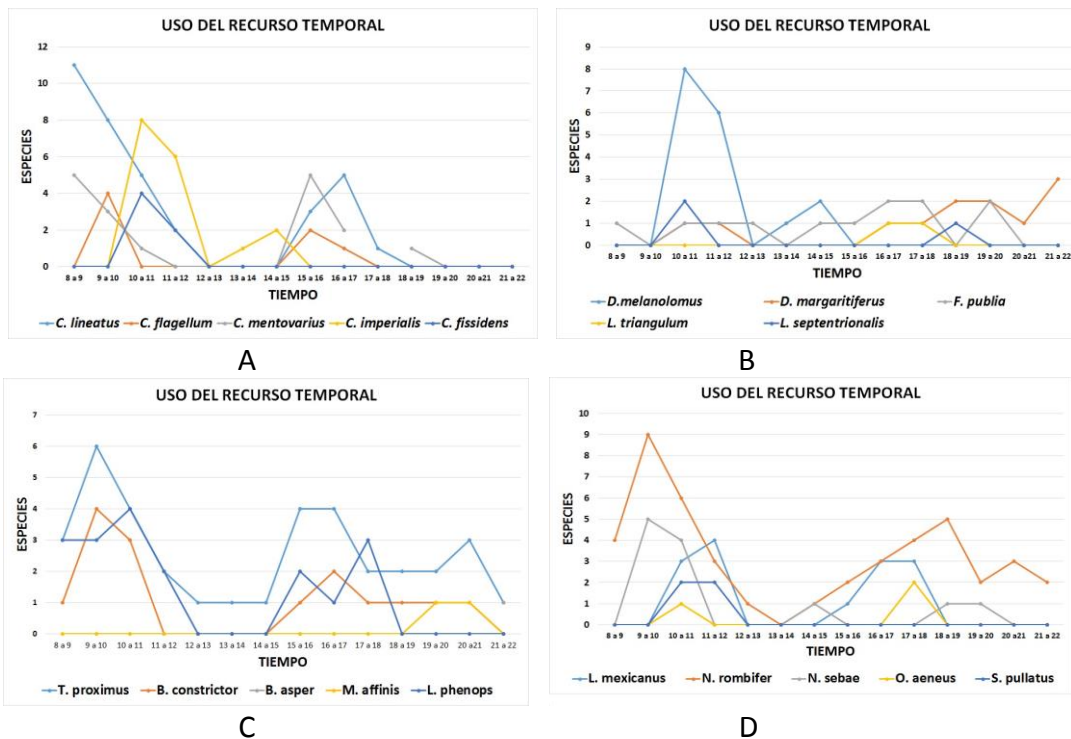 USO DEL RECURSO TEMPORAL
ESPECIES
12
10
8
6
4
2
0
8 a 9 9 a 10 10 a 11 11 a 12 12 a 13 13 a 14 14 a 15 15 a 16 16 a 17 17 a 18 18 a 19 19 a 20 20 a21 21 a 22
TIEMPO
C. lineatus C. flagellum C. mentovarius C. imperialis C. fissidens
A
USO DEL RECURSO TEMPORAL
ESPECIES
9
8
7
6
5
4
3
2
1
0
8 a 9 9 a 10 10 a 11 11 a 12 12 a 13 13 a 14 14 a 15 15 a 16 16 a 17 17 a 18 18 a 19 19 a 20 20 a21 21 a 22
TIEMPO
D.melanolomus D. margaritiferus F. publia
L. triangulum L. septentrionalis
B
USO DEL RECURSO TEMPORAL
ESPECIES
7
6
5
4
3
2
1
0
8 a 9 9 a 10 10 a 11 11 a 12 12 a 13 13 a 14 14 a 15 15 a 16 16 a 17 17 a 18 18 a 19 19 a 20 20 a21 21 a 22
TIEMPO
T. proximus B. constrictor B. asper M. affinis L. phenops
C
USO DEL RECURSO TEMPORAL
ESPECIES
10
9
8
7
6
5
4
3
2
1
0
8 a 9 9 a 10 10 a 11 11 a 12 12 a 13 13 a 14 14 a 15 15 a 16 16 a 17 17 a 18 18 a 19 19 a 20 20 a21 21 a 22
TIEMPO
L. mexicanus N. rombifer N. sebae O. aeneus S. pullatus
D